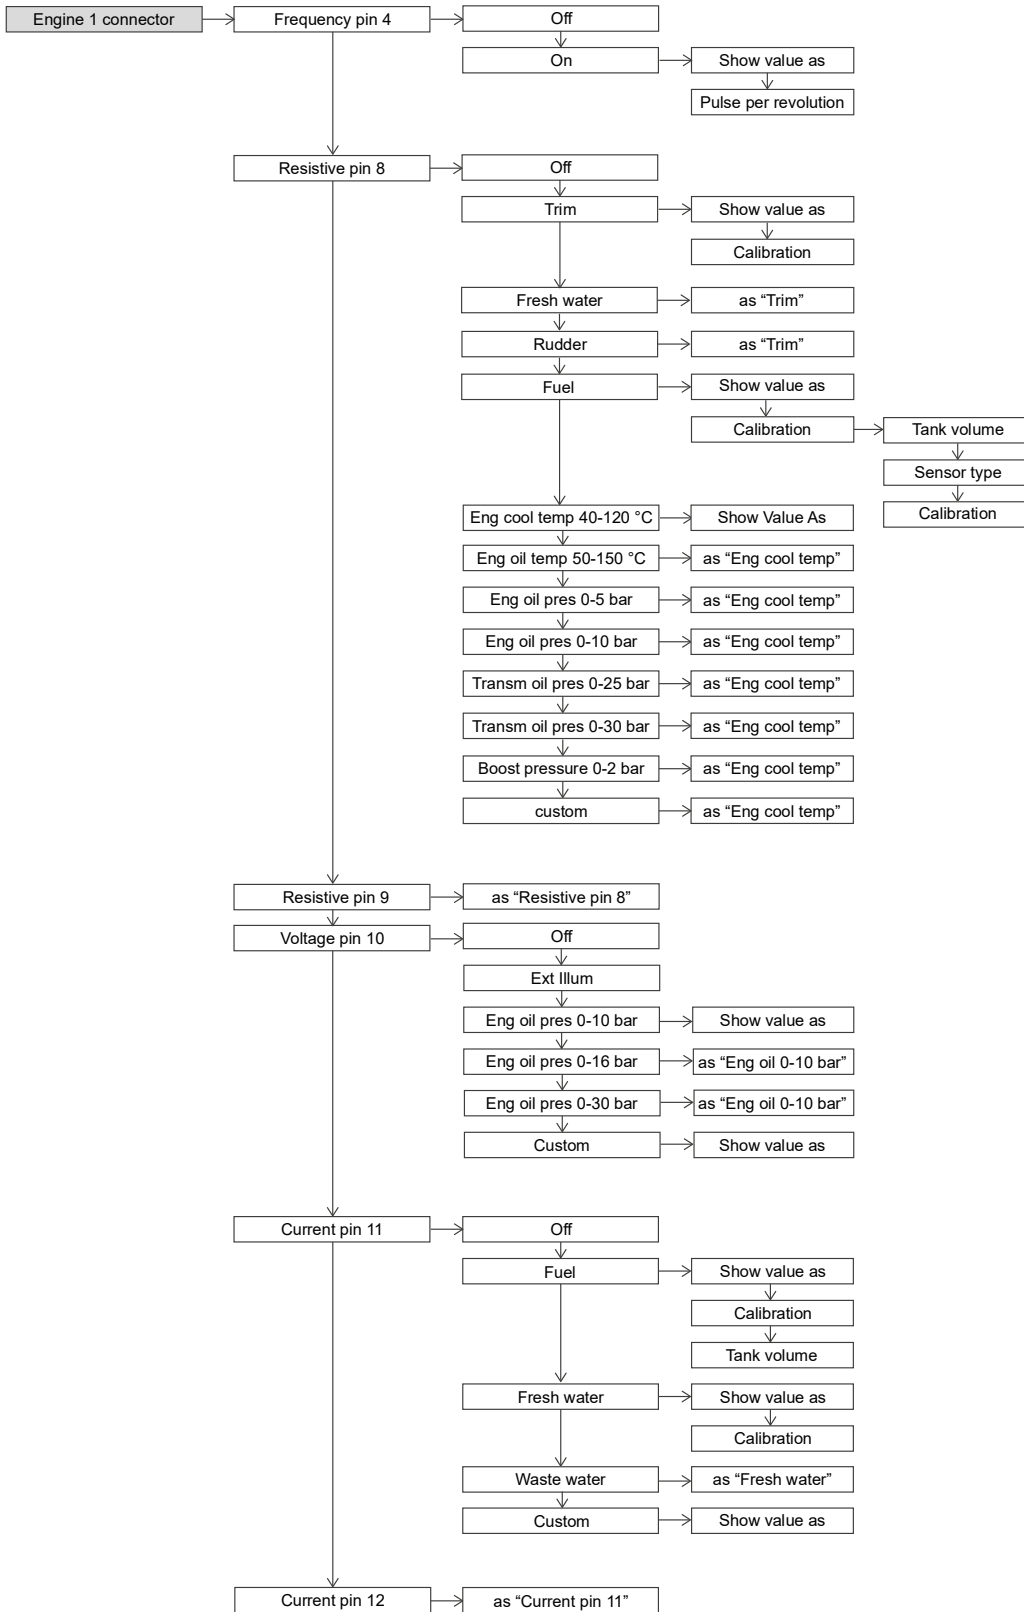 Engine 1 connector
Frequency pin 4
Off
On
Show value as
Pulse per revolution
Resistive pin 8
Off
Trim
Show value as
Calibration
Fresh water
as “Trim”
Rudder
as “Trim”
Fuel
Show value as
Calibration
Tank volume
Sensor type
Calibration
Eng cool temp 40-120 °C
Show Value As
Eng oil temp 50-150 °C
as “Eng cool temp”
Eng oil pres 0-5 bar
as “Eng cool temp”
Eng oil pres 0-10 bar
as “Eng cool temp”
Transm oil pres 0-25 bar
as “Eng cool temp”
Transm oil pres 0-30 bar
as “Eng cool temp”
Boost pressure 0-2 bar
as “Eng cool temp”
custom
as “Eng cool temp”
Resistive pin 9
as “Resistive pin 8”
Voltage pin 10
Off
Ext Illum
Eng oil pres 0-10 bar
Show value as
Eng oil pres 0-16 bar
as “Eng oil 0-10 bar”
Eng oil pres 0-30 bar
as “Eng oil 0-10 bar”
Custom
Show value as
Current pin 11
Off
Fuel
Show value as
Calibration
Tank volume
Fresh water
Show value as
Calibration
Waste water
as “Fresh water”
Custom
Show value as
Current pin 12
as “Current pin 11”